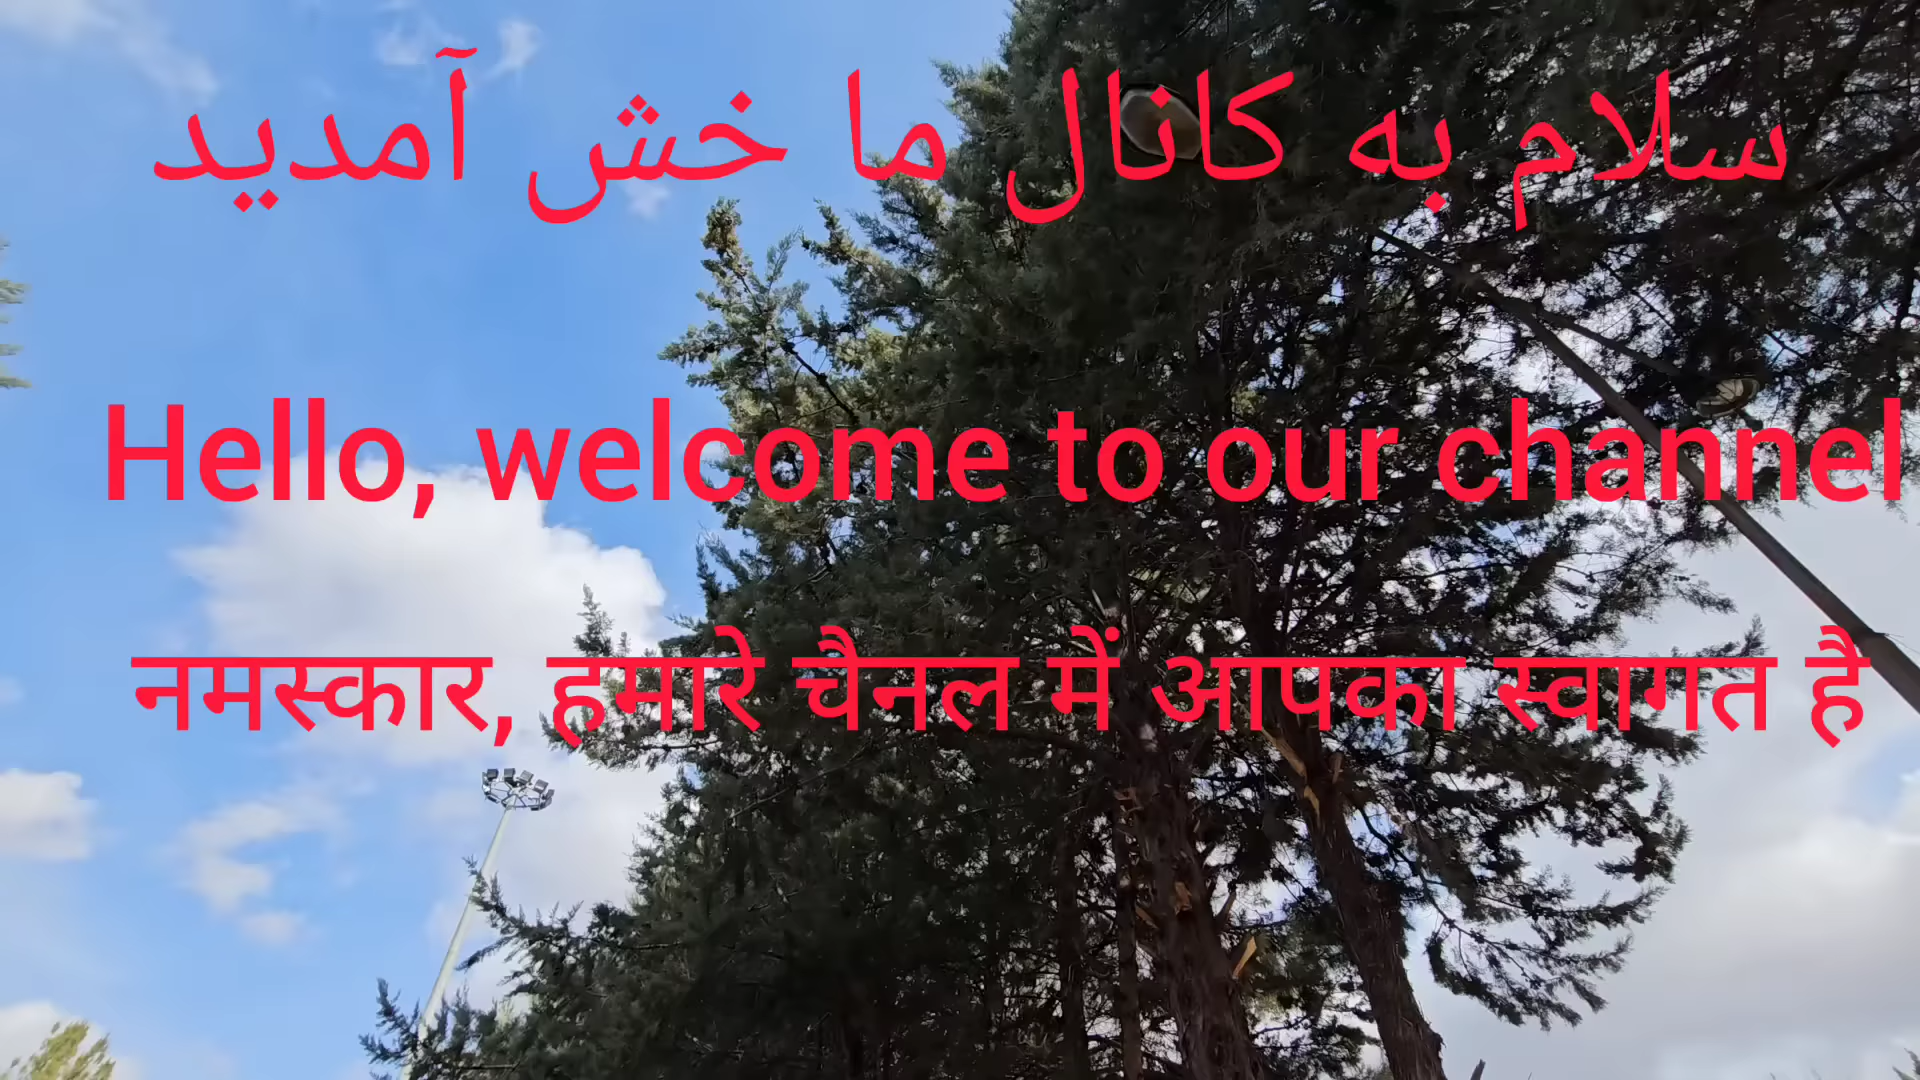 سلام به کانال ما خش آمدید
Hello, welcome to our channel
नमस्कार, हमारे चैनल में आपका स्वागत है